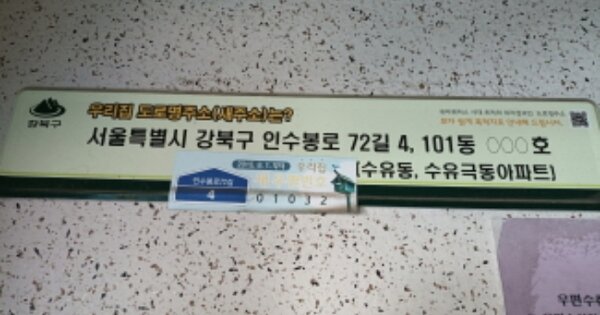 강북구
우리집 도로명주소(새주소)는?
서울특별시 강북구 인수봉로 72길 4, 101동 ○○○호
(수유동, 수유극동아파트)
우리집
인수봉로72길
4
01032
우편수